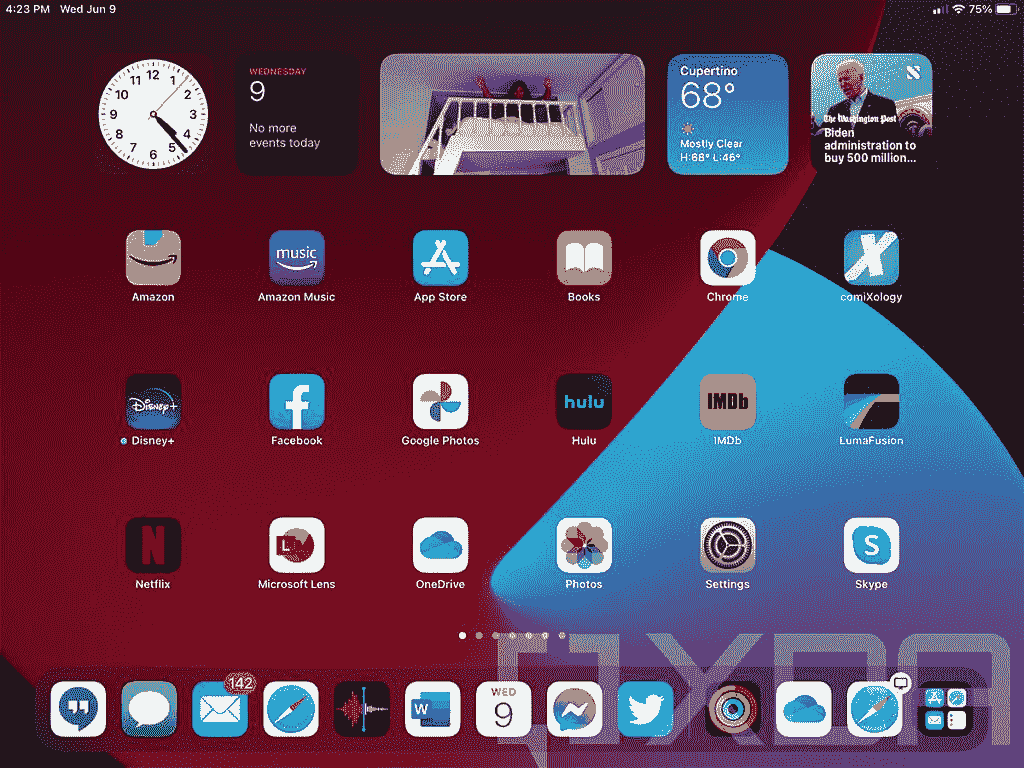 4:23 PM Wed Jun 9
75%
12
11 1
10 2
9 3
8 4
7 5
6
WEDNESDAY
9
No more
events today
Cupertino
68°
Mostly Clear
H:68° L:46°
The Washington Post
Biden
administration to
buy 500 million...
music
Amazon
Amazon Music
App Store
Books
Chrome
comiXology
Disney+
hulu
IMDb
Disney+
Facebook
Google Photos
Hulu
IMDb
LumaFusion
N
L
S
Netflix
Microsoft Lens
OneDrive
Photos
Settings
Skype
142
W
WED
9
XDA